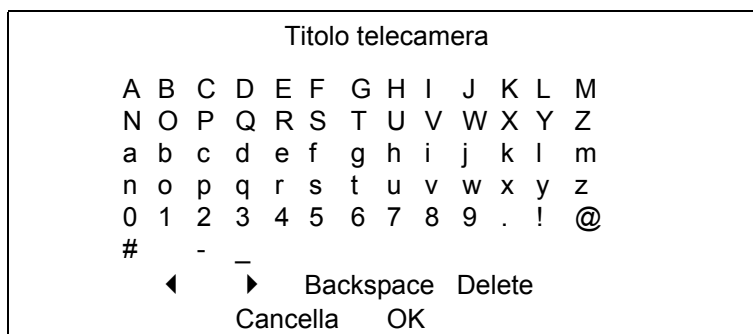 Titolo telecamera
A B C D E F G H I J K L M
N O P Q R S T U V W X Y Z
a b c d e f g h i j k l m
n o p q r s t u v w x y z
0 1 2 3 4 5 6 7 8 9 . ! @
# - _
Backspace Delete
Cancella OK